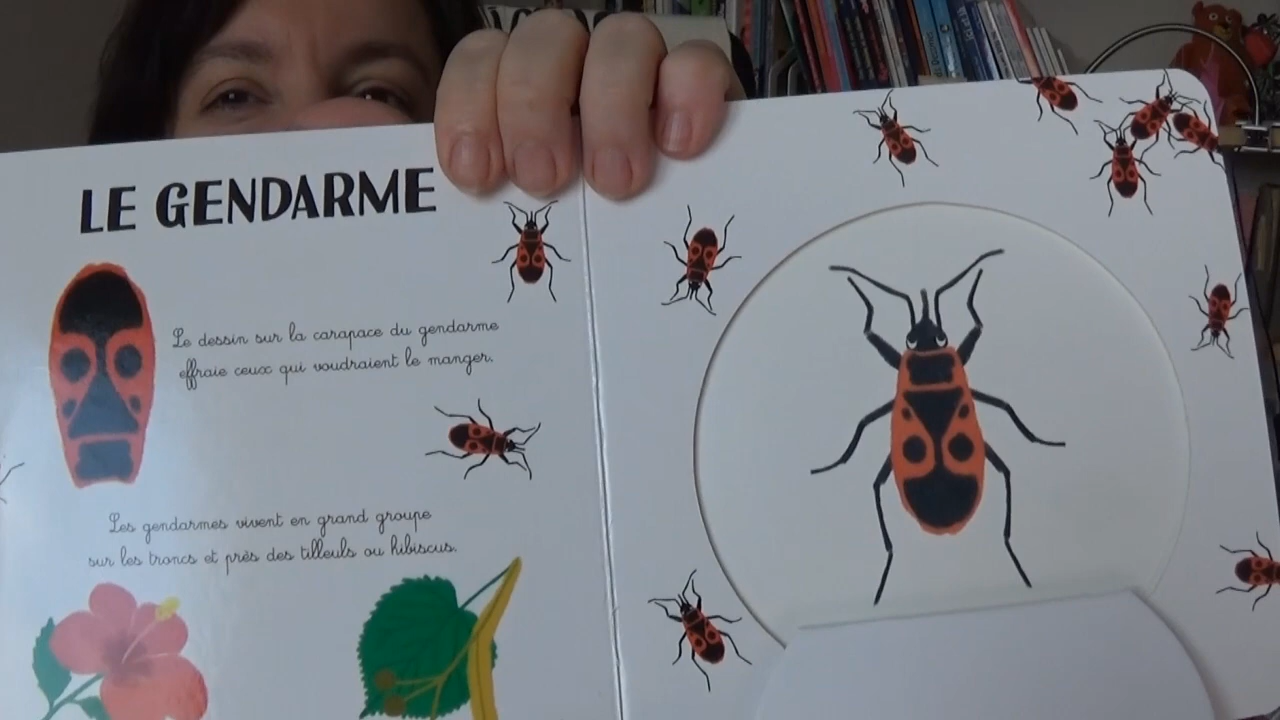 LE GENDARME
Le dessin sur la carapace du gendarme
effraie ceux qui voudraient le manger.
Les gendarmes vivent en grand groupe
sur les troncs et près des tilleuls ou hibiscus.